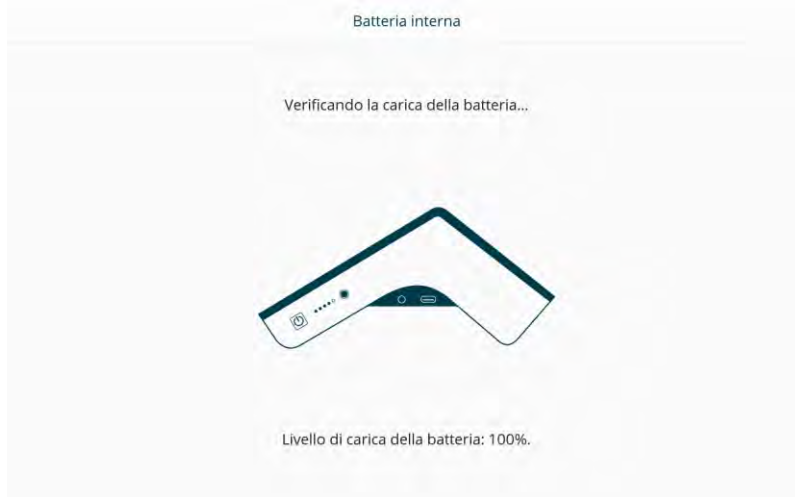 Batteria interna
Verificando la carica della batteria...
Livello di carica della batteria: 100%.